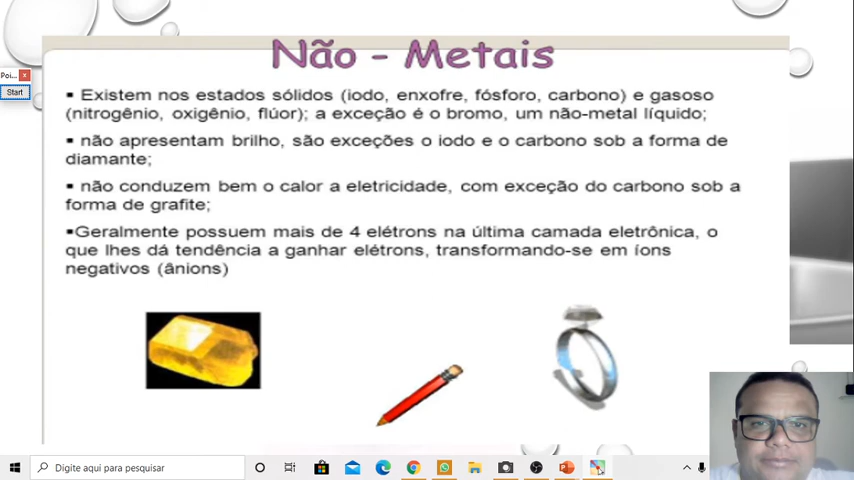 Não - Metais
▪ Existem nos estados sólidos (iodo, enxofre, fósforo, carbono) e gasoso
(nitrogênio, oxigênio, flúor); a exceção é o bromo, um não-metal líquido;
▪ não apresentam brilho, são exceções o iodo e o carbono sob a forma de
diamante;
▪ não conduzem bem o calor a eletricidade, com exceção do carbono sob a
forma de grafite;
▪Geralmente possuem mais de 4 elétrons na última camada eletrônica, o
que lhes dá tendência a ganhar elétrons, transformando-se em íons
negativos (ânions)
Poi...
Start
Digite aqui para pesquisar